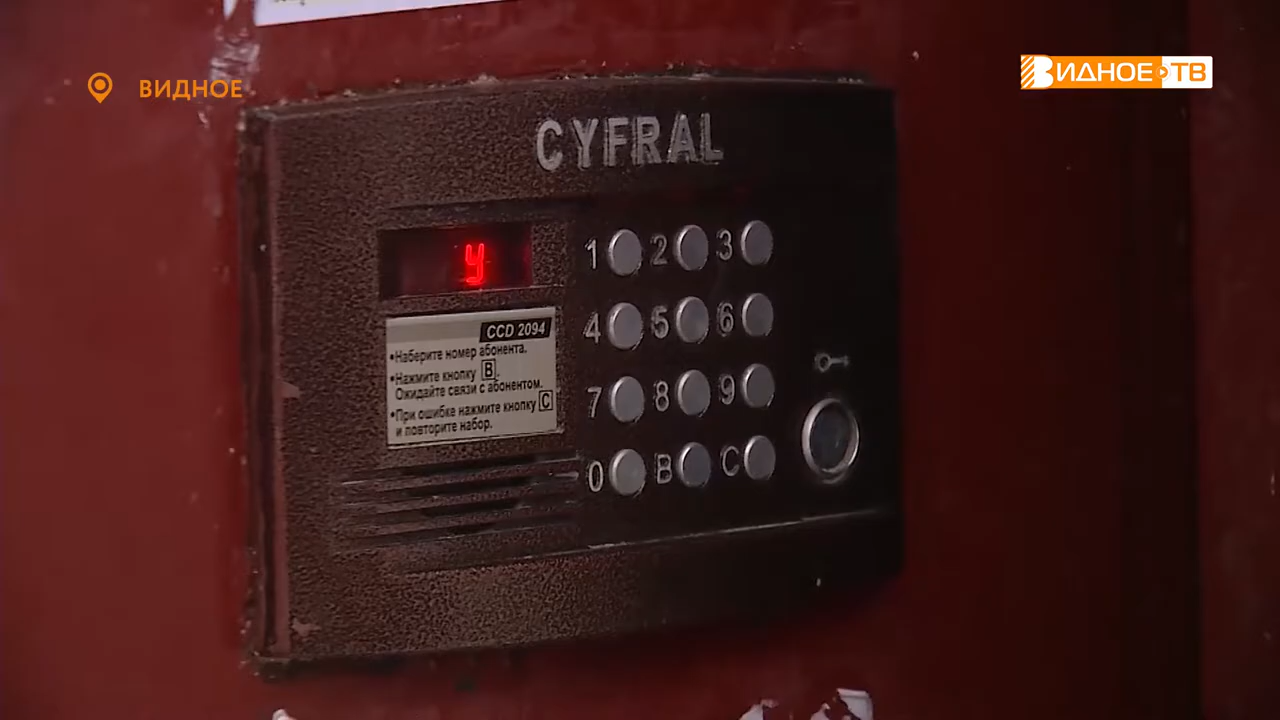 ВИДНОЕ
ВИДНОЕ ТВ
CYFRAL
y
CCD 2094
•Наберите номер абонента.
•Нажмите кнопку B.
Ожидайте связи с абонентом.
•При ошибке нажмите кнопку C
и повторите набор.
1 2 3
4 5 6
7 8 9
0 B C